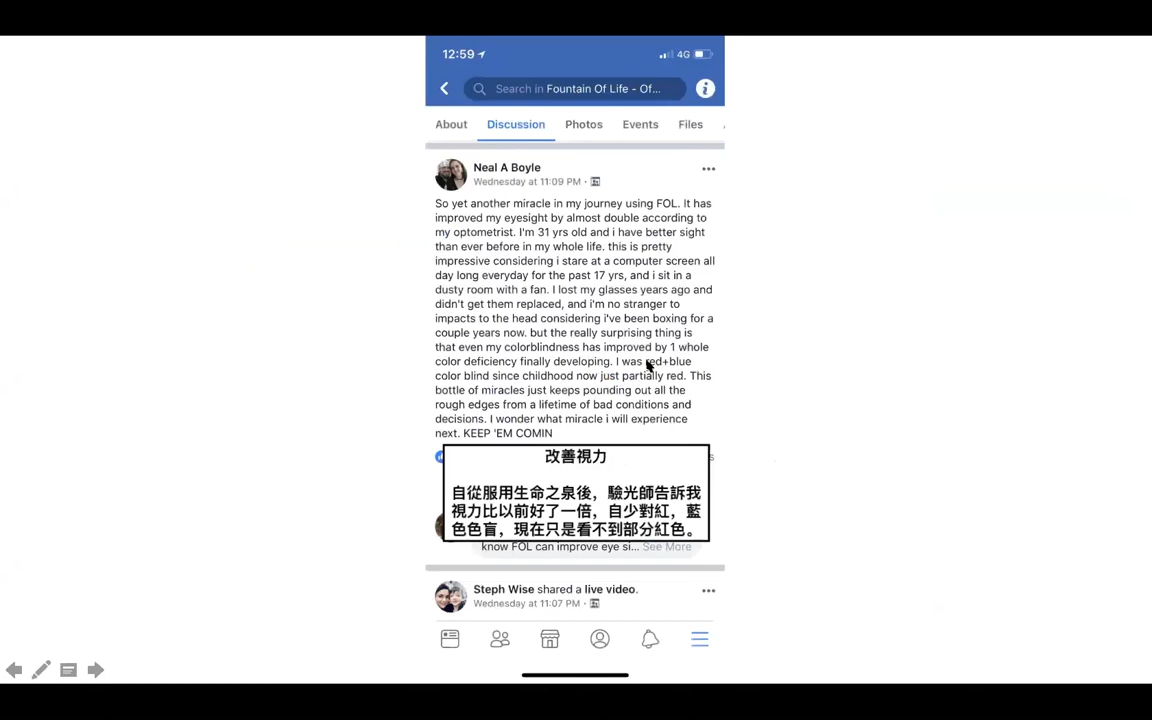 12:59
4G
Search in Fountain Of Life - Of...
About Discussion Photos Events Files
Neal A Boyle
Wednesday at 11:09 PM ·
So yet another miracle in my journey using FOL. It has
improved my eyesight by almost double according to
my optometrist. I'm 31 yrs old and i have better sight
than ever before in my whole life. this is pretty
impressive considering i stare at a computer screen all
day long everyday for the past 17 yrs, and i sit in a
dusty room with a fan. I lost my glasses years ago and
didn't get them replaced, and i'm no stranger to
impacts to the head considering i've been boxing for a
couple years now. but the really surprising thing is
that even my colorblindness has improved by 1 whole
color deficiency finally developing. I was red+blue
color blind since childhood now just partially red. This
bottle of miracles just keeps pounding out all the
rough edges from a lifetime of bad conditions and
decisions. I wonder what miracle i will experience
next. KEEP 'EM COMIN
改善視力
自從服用生命之泉後，驗光師告訴我
視力比以前好了一倍，自少對紅，藍
色色盲，現在只是看不到部分紅色。
know FOL can improve eye si... See More
Steph Wise shared a live video.
Wednesday at 11:07 PM ·